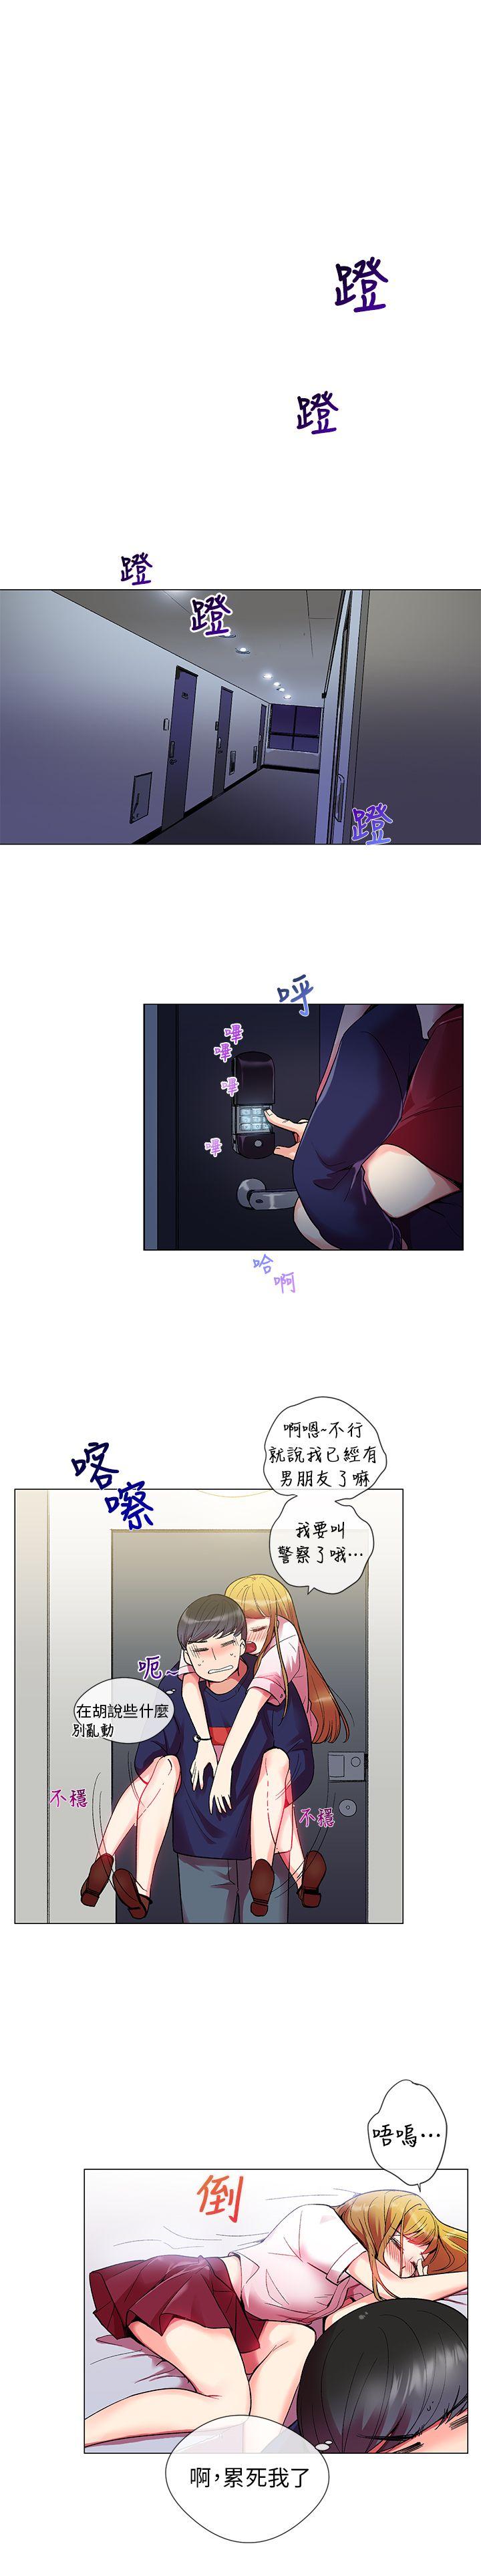 蹬
蹬
蹬
蹬
蹬
呼
嗶
嗶
嗶
嗶
哈
啊
啊嗯~不行
就說我已經有
男朋友了嘛
我要叫
警察了哦…
喀
嚓
呃~
在胡說些什麼
別亂動
不穩
不穩
唔嗚…
倒
啊，累死我了